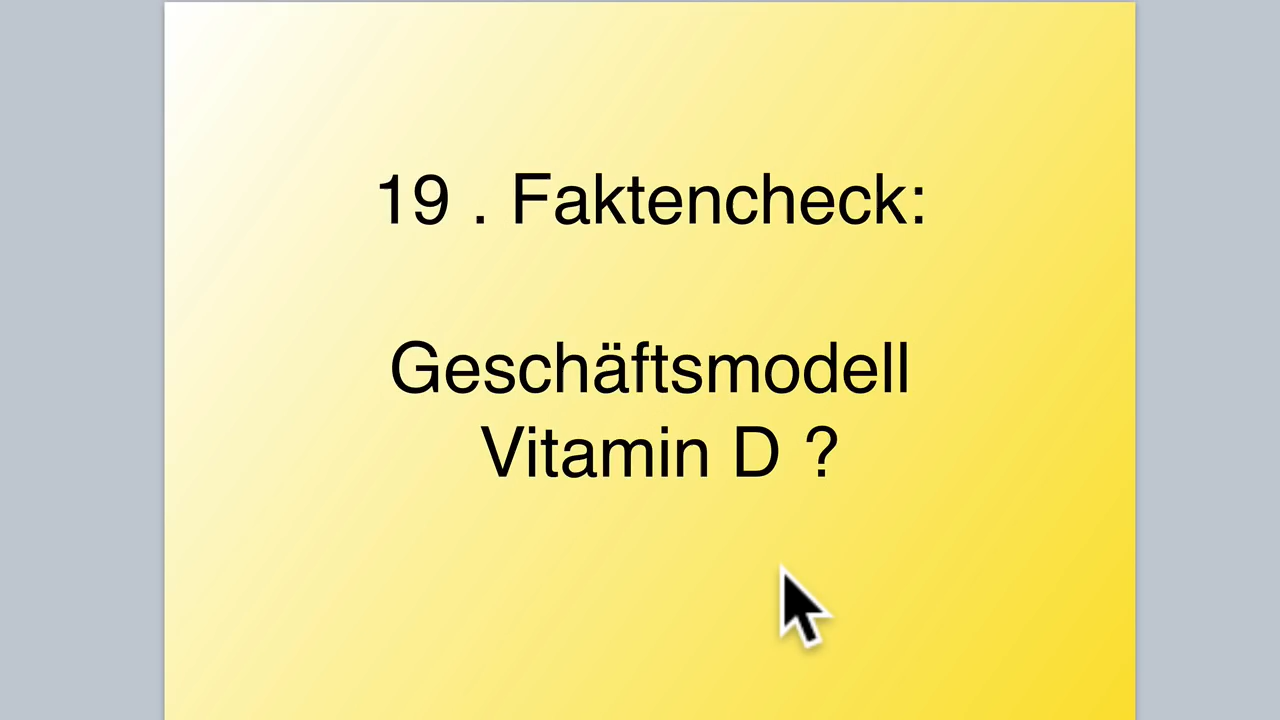 19 . Faktencheck:
Geschäftsmodell
Vitamin D ?